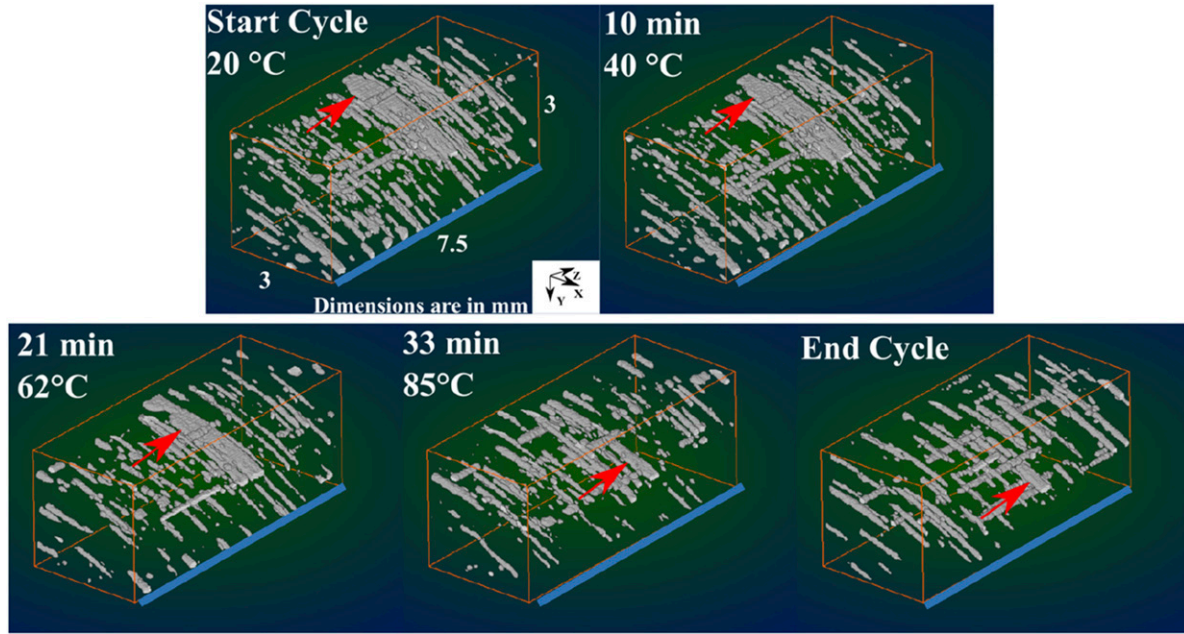 Start Cycle
20 °C
3
7.5
3
Dimensions are in mm
Z
X
Y
10 min
40 °C
21 min
62°C
33 min
85°C
End Cycle